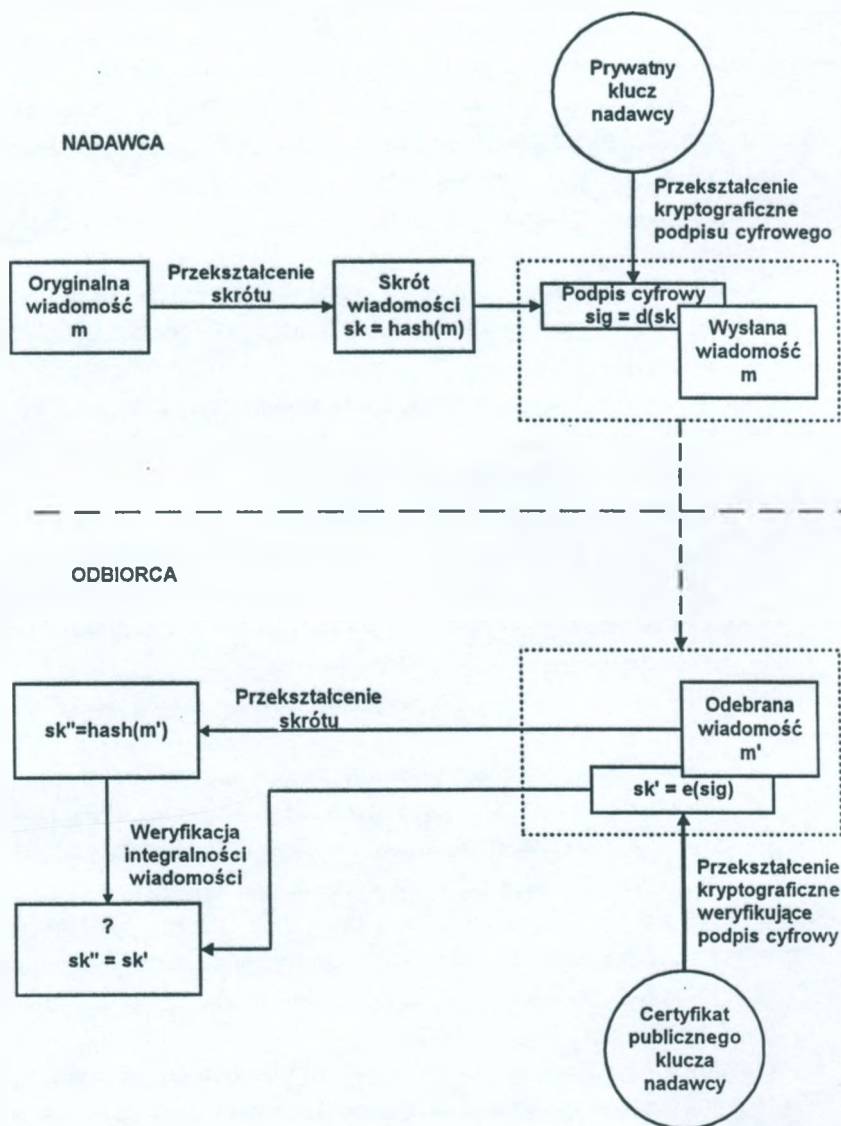 Prywatny
klucz
nadawcy
NADAWCA
Przekształcenie
kryptograficzne
podpisu cyfrowego
Oryginalna
wiadomość
m
Przekształcenie
skrótu
Skrót
wiadomości
sk = hash(m)
Podpis cyfrowy
sig = d(sk
Wysłana
wiadomość
m
ODBIORCA
sk''=hash(m')
Przekształcenie
skrótu
Odebrana
wiadomość
m'
sk' = e(sig)
Weryfikacja
integralności
wiadomości
Przekształcenie
kryptograficzne
weryfikujące
podpis cyfrowy
?
sk'' = sk'
Certyfikat
publicznego
klucza
nadawcy